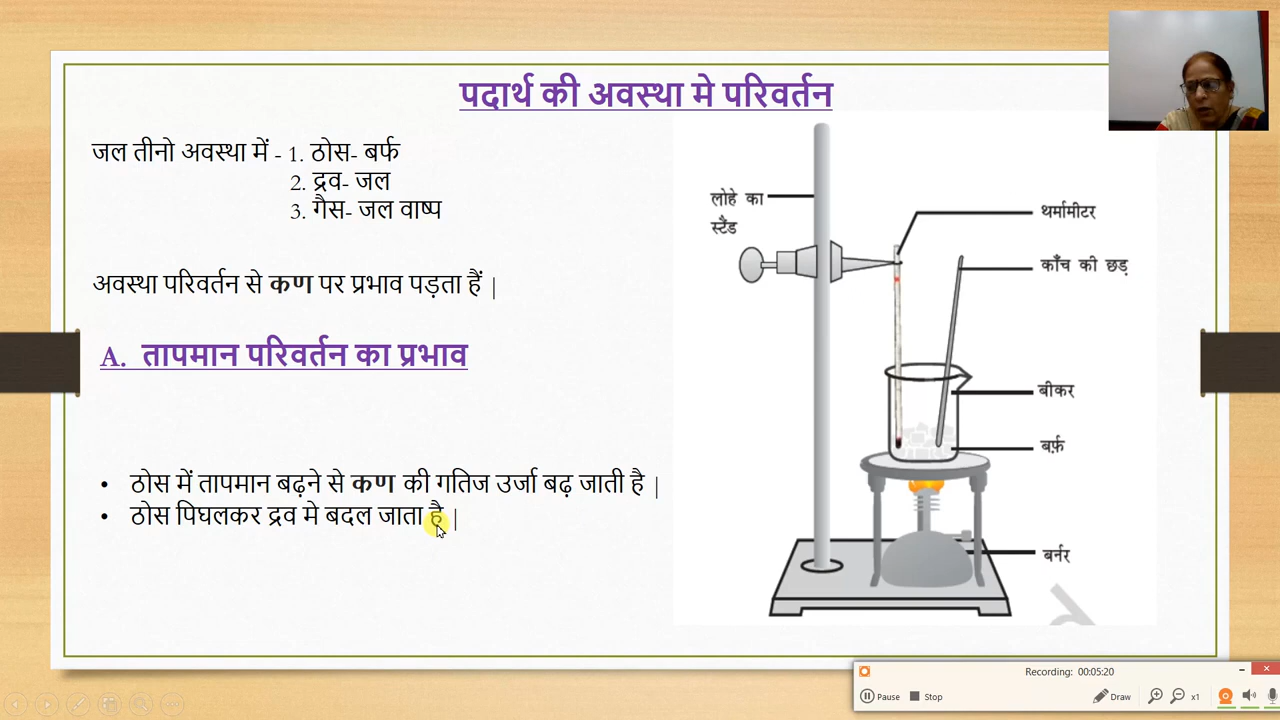 पदार्थ की अवस्था मे परिवर्तन
जल तीनो अवस्था में - 1. ठोस- बर्फ
2. द्रव- जल
3. गैस- जल वाष्प
अवस्था परिवर्तन से कण पर प्रभाव पड़ता हैं |
A. तापमान परिवर्तन का प्रभाव
• ठोस में तापमान बढ़ने से कण की गतिज उर्जा बढ़ जाती है |
• ठोस पिघलकर द्रव मे बदल जाता है |
लोहे का
स्टैंड
थर्मामीटर
काँच की छड़
बीकर
बर्फ़
बर्नर
Recording: 00:05:20
Pause Stop Draw x1